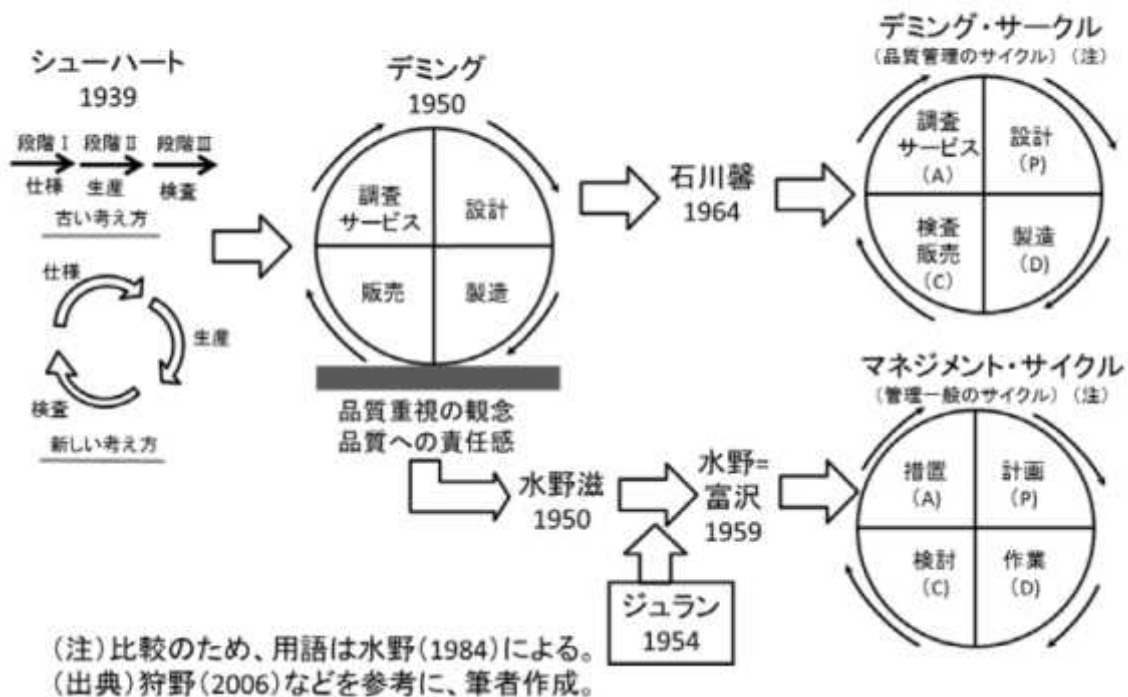 シューハート
1939
段階Ⅰ 段階Ⅱ 段階Ⅲ
仕様 生産 検査
古い考え方
仕様
生産
検査
新しい考え方
デミング
1950
調査
サービス
設計
販売
製造
品質重視の観念
品質への責任感
石川馨
1964
デミング・サークル
(品質管理のサイクル)(注)
調査
サービス
(A)
設計
(P)
検査
販売
(C)
製造
(D)
水野滋
1950
水野=
富沢
1959
ジュラン
1954
マネジメント・サイクル
(管理一般のサイクル)(注)
措置
(A)
計画
(P)
検討
(C)
作業
(D)
(注)比較のため、用語は水野(1984)による。
(出典)狩野(2006)などを参考に、筆者作成。